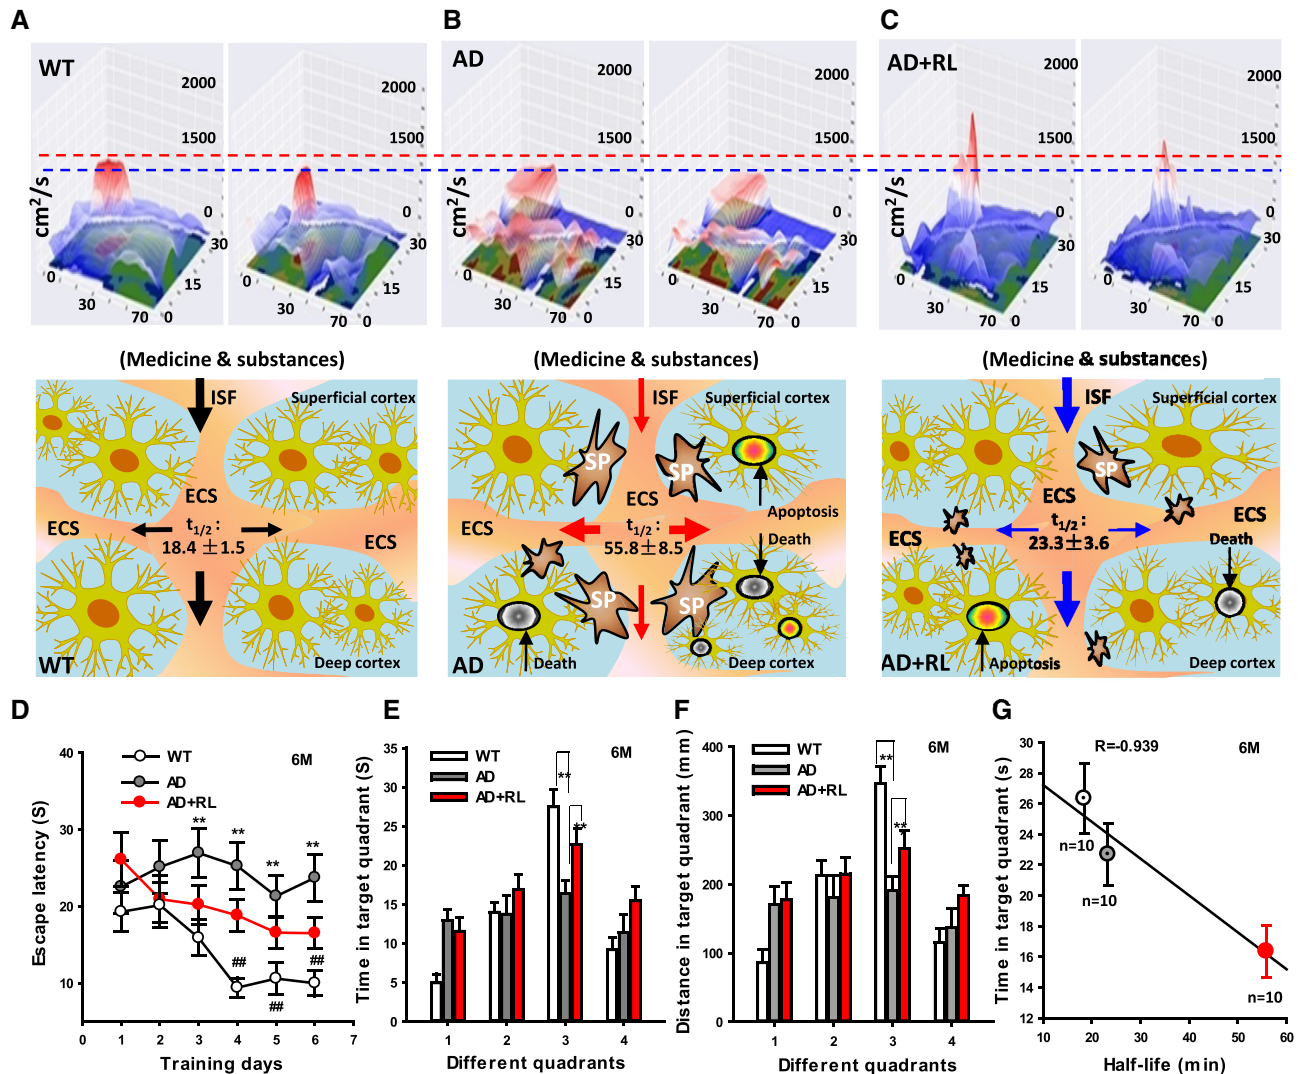 A
B
C
WT
2000
1500
0
30
15
0
30
70
0
cm²/s
AD
2000
1500
0
30
15
0
30
70
0
cm²/s
AD+RL
2000
1500
0
30
15
0
30
70
0
cm²/s
2000
1500
0
30
15
0
30
70
0
2000
1500
0
30
15
0
30
70
0
2000
1500
0
30
15
0
30
70
0
(Medicine & substances)
ISF
Superficial cortex
ECS
ECS
t1/2 :
18.4 ±1.5
ECS
WT
Deep cortex
(Medicine & substances)
ISF
Superficial cortex
SP
SP
ECS
ECS
t1/2 :
55.8±8.5
Apoptosis
Death
SP
SP
AD
Death
Deep cortex
(Medicine & substances)
ISF
Superficial cortex
SP
ECS
ECS
ECS
t1/2 :
23.3±3.6
Death
AD+RL
Apoptosis
Deep cortex
D
WT
AD
AD+RL
6M
**
**
**
**
##
##
##
Escape latency (S)
40
30
20
10
0
1
2
3
4
5
6
7
Training days
E
WT
AD
AD+RL
6M
**
**
Time in target quadrant (S)
35
30
25
20
15
10
5
0
1
2
3
4
Different quadrants
F
WT
AD
AD+RL
6M
**
**
Distance in target quadrant (mm)
400
300
200
100
0
1
2
3
4
Different quadrants
G
R=-0.939
6M
n=10
n=10
n=10
Time in target quadrant (s)
30
28
26
24
22
20
18
16
14
12
10
20
30
40
50
60
Half-life (min)